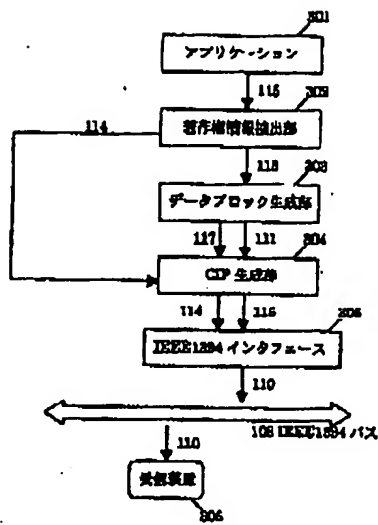 301
アプリケーション
115
302
114
著作権情報抽出部
113
303
データブロック生成部
117 111
304
CIP 生成部
114 116
305
IEEE1394 インタフェース
110
108 IEEE1394 バス
110
受信装置
306